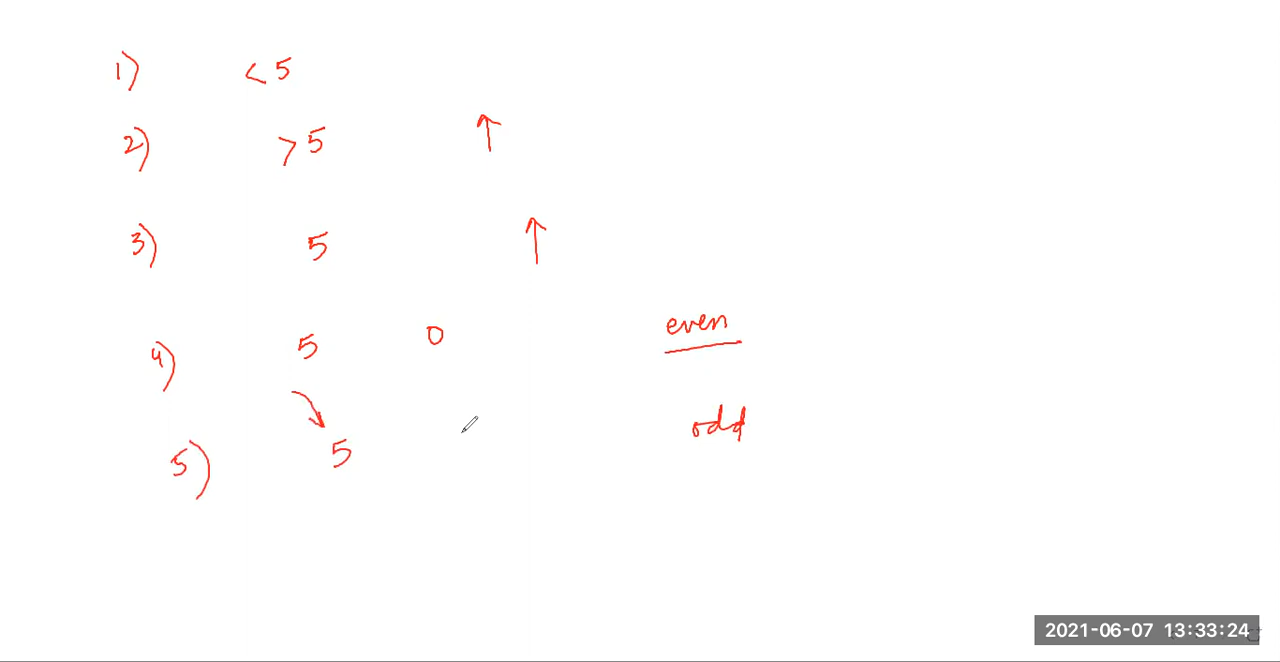 1) < 5
2) > 5 ↑
3) 5 ↑
4) 5 0 even
5) 5 odd
2021-06-07 13:33:24